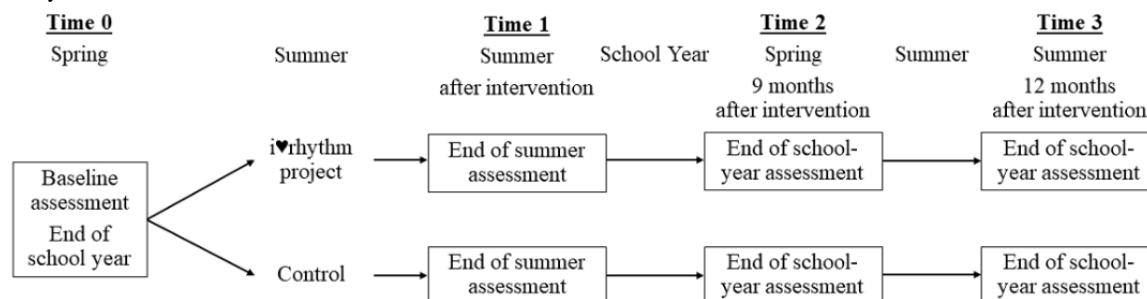 Time 0 Time 1 Time 2 Time 3
Spring Summer Summer School Year Spring Summer Summer
after intervention 9 months 12 months
after intervention after intervention
i♥rhythm
project
End of summer
assessment
End of school-
year assessment
End of school-
year assessment
Baseline
assessment
End of
school year
Control
End of summer
assessment
End of school-
year assessment
End of school-
year assessment